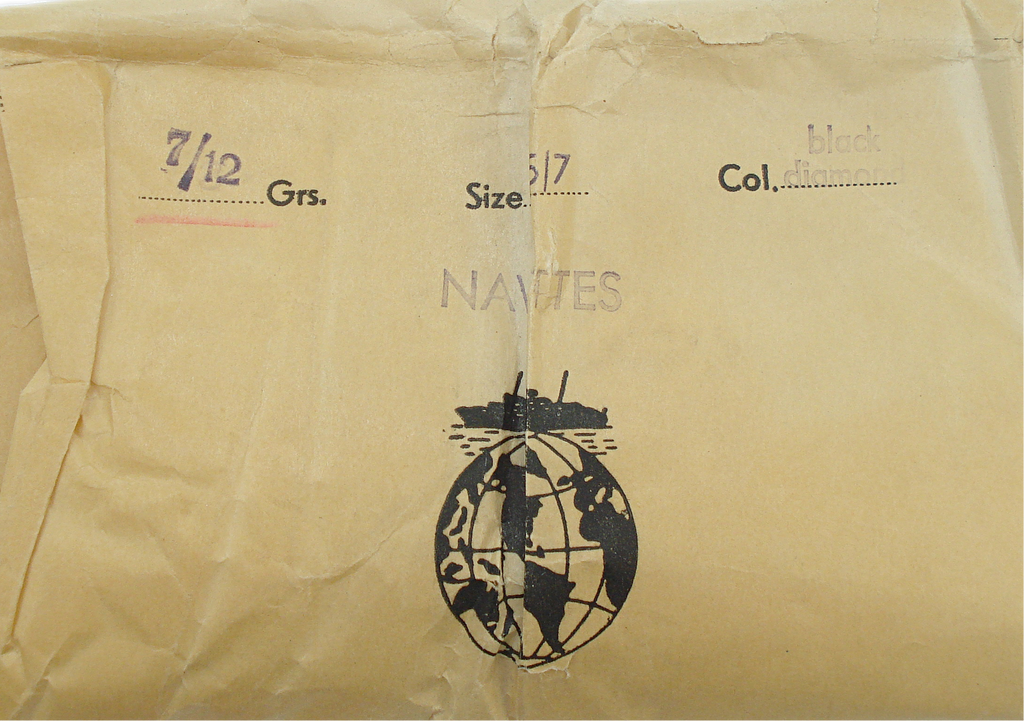 7/12 Grs.
Size 5/7
black
Col. diamond